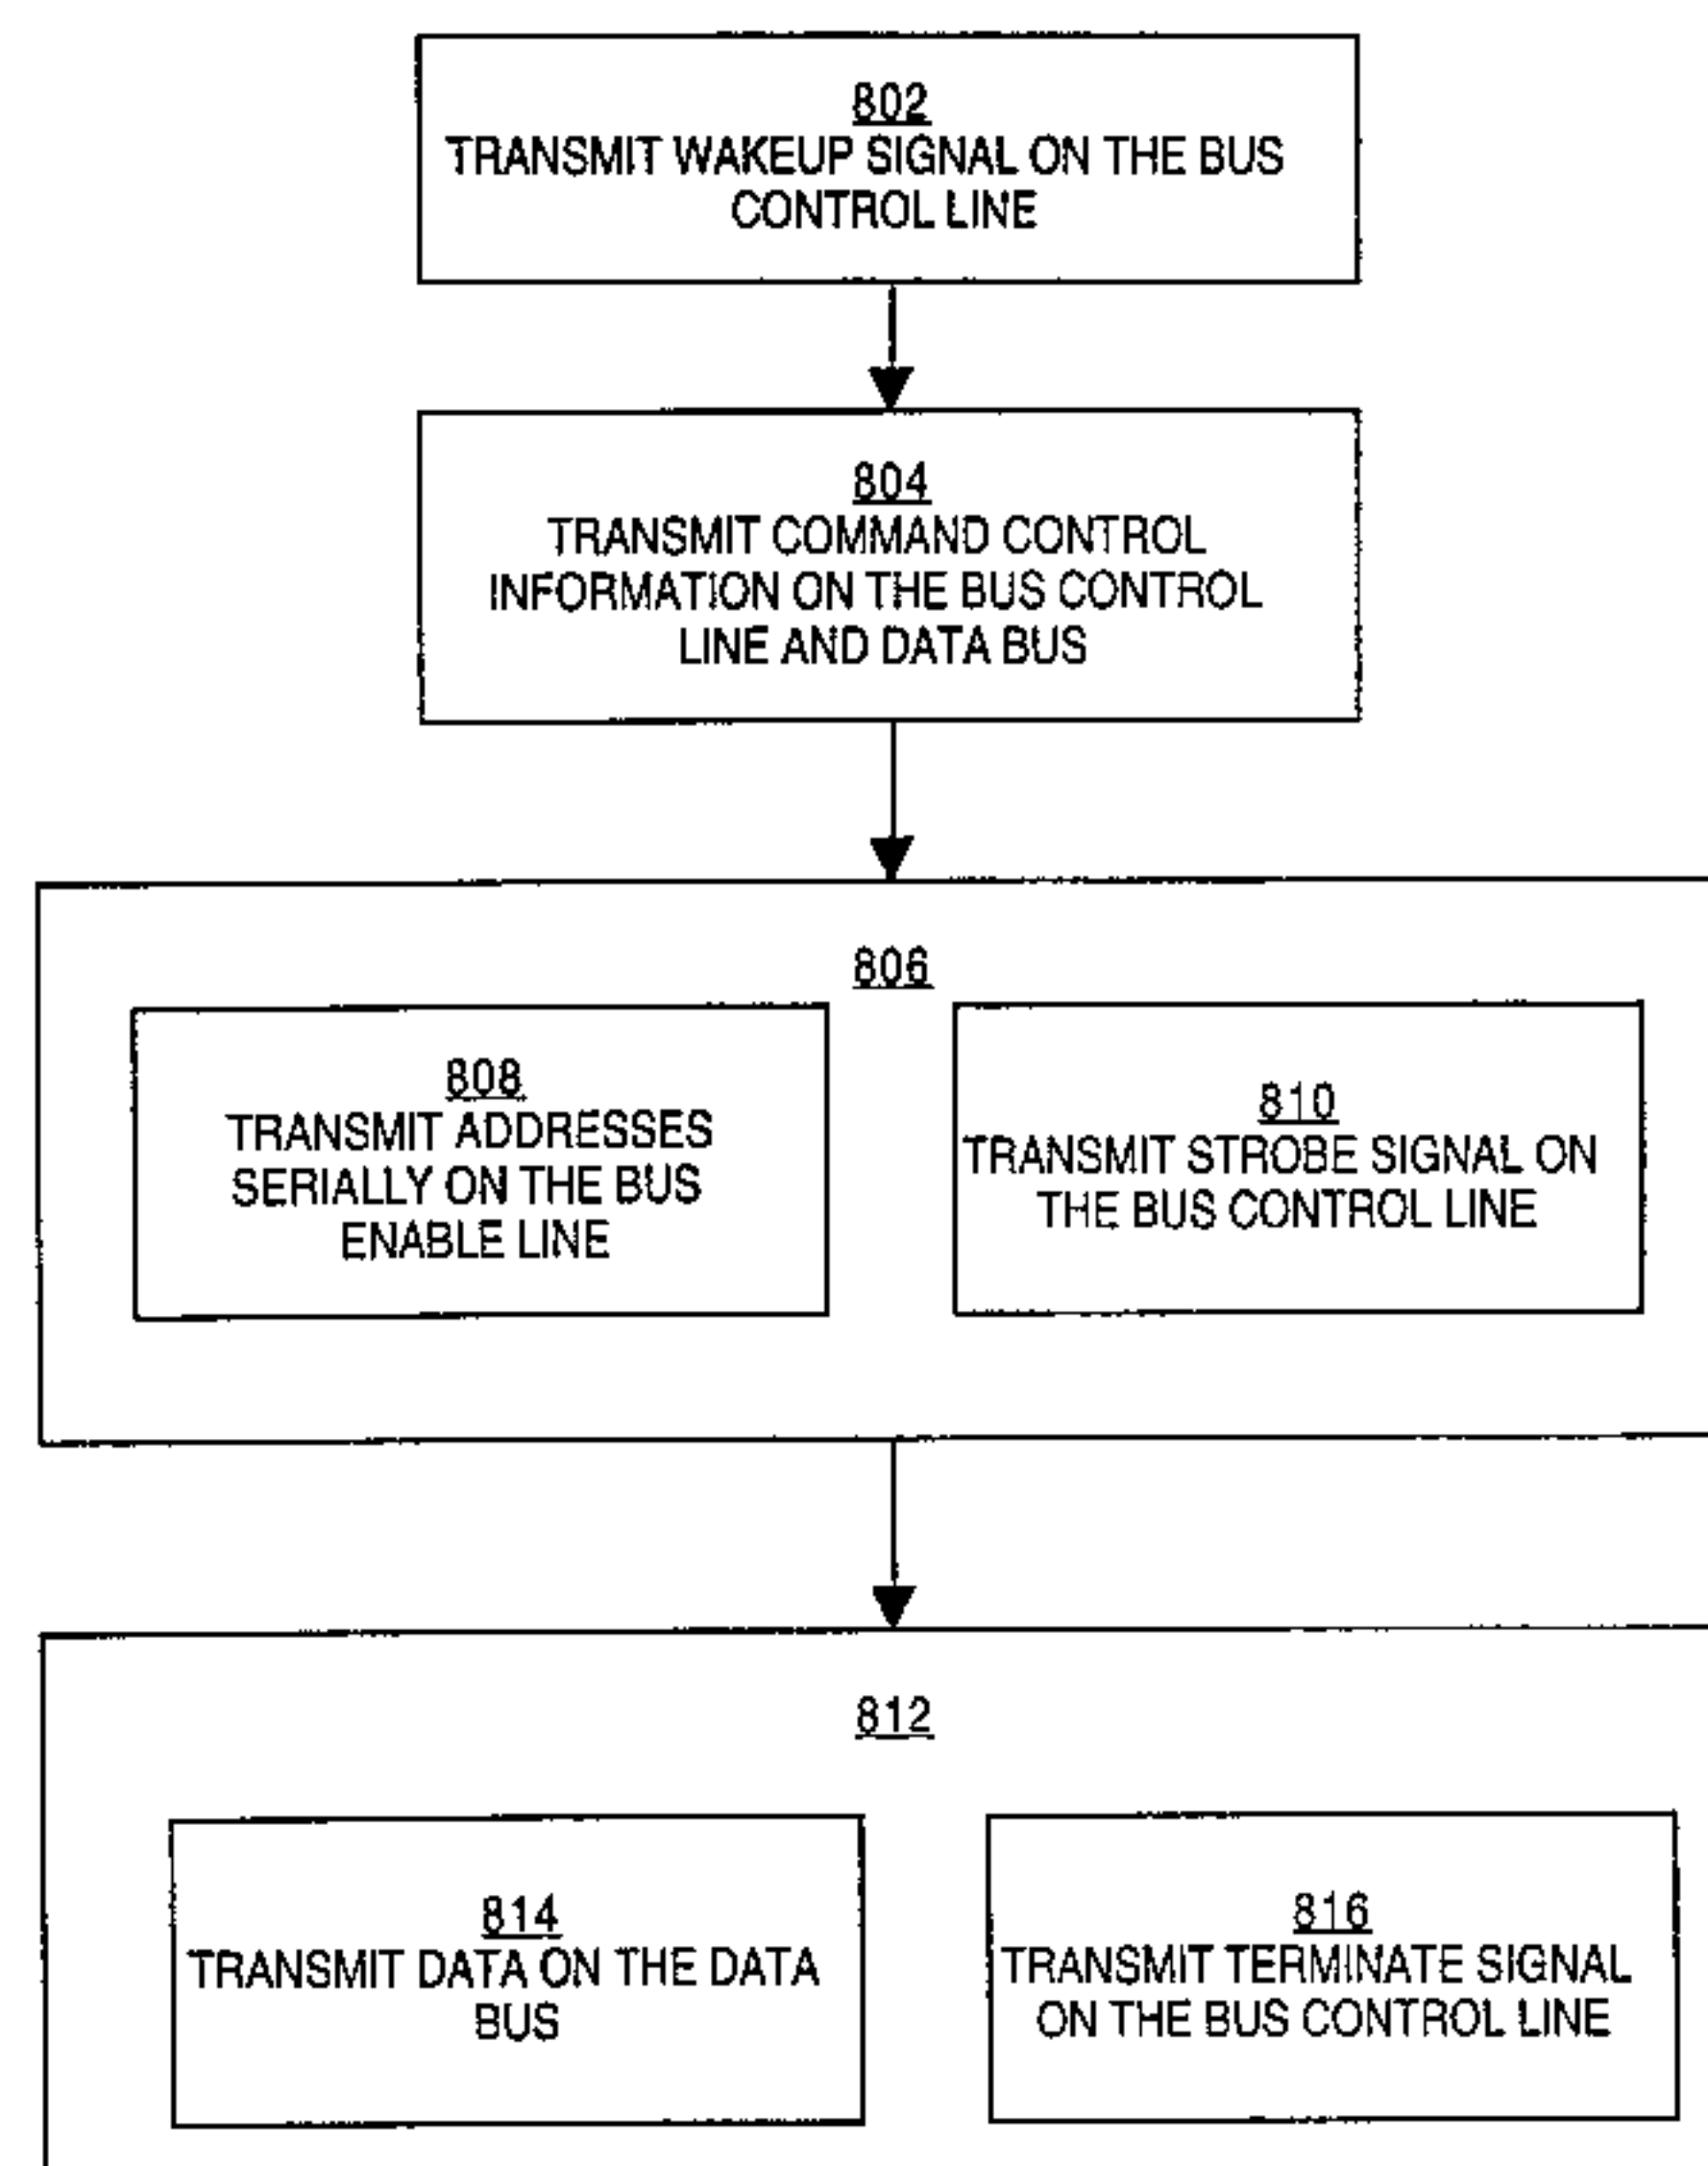 802
TRANSMIT WAKEUP SIGNAL ON THE BUS
CONTROL LINE
804
TRANSMIT COMMAND CONTROL
INFORMATION ON THE BUS CONTROL
LINE AND DATA BUS
806
808
TRANSMIT ADDRESSES
SERIALLY ON THE BUS
ENABLE LINE
810
TRANSMIT STROBE SIGNAL ON
THE BUS CONTROL LINE
812
814
TRANSMIT DATA ON THE DATA
BUS
816
TRANSMIT TERMINATE SIGNAL
ON THE BUS CONTROL LINE